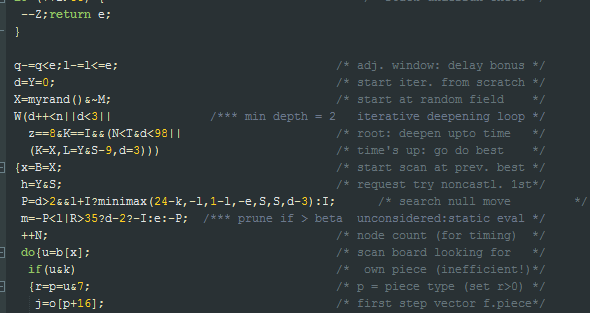 --Z;return e;
}
q-=q<e;l-=l<=e; /* adj. window: delay bonus */
d=Y=0; /* start iter. from scratch */
X=myrand()&~M; /* start at random field */
W(d++<n||d<3|| /*** min depth = 2 iterative deepening loop */
z==8&K==I&&(N<T&d<98|| /* root: deepen upto time */
(K=X,L=Y&S-9,d=3))) /* time's up: go do best */
{x=B=X; /* start scan at prev. best */
h=Y&S; /* request try noncastl. 1st*/
P=d>2&&l+I?minimax(24-k,-l,1-l,-e,S,S,d-3):I; /* search null move */
m=-P<l|R>35?d-2?-I:e:-P; /*** prune if > beta unconsidered:static eval */
++N; /* node count (for timing) */
do{u=b[x]; /* scan board looking for */
if(u&k) /* own piece (inefficient!)*/
{r=p=u&7; /* p = piece type (set r>0) */
j=o[p+16]; /* first step vector f.piece*/